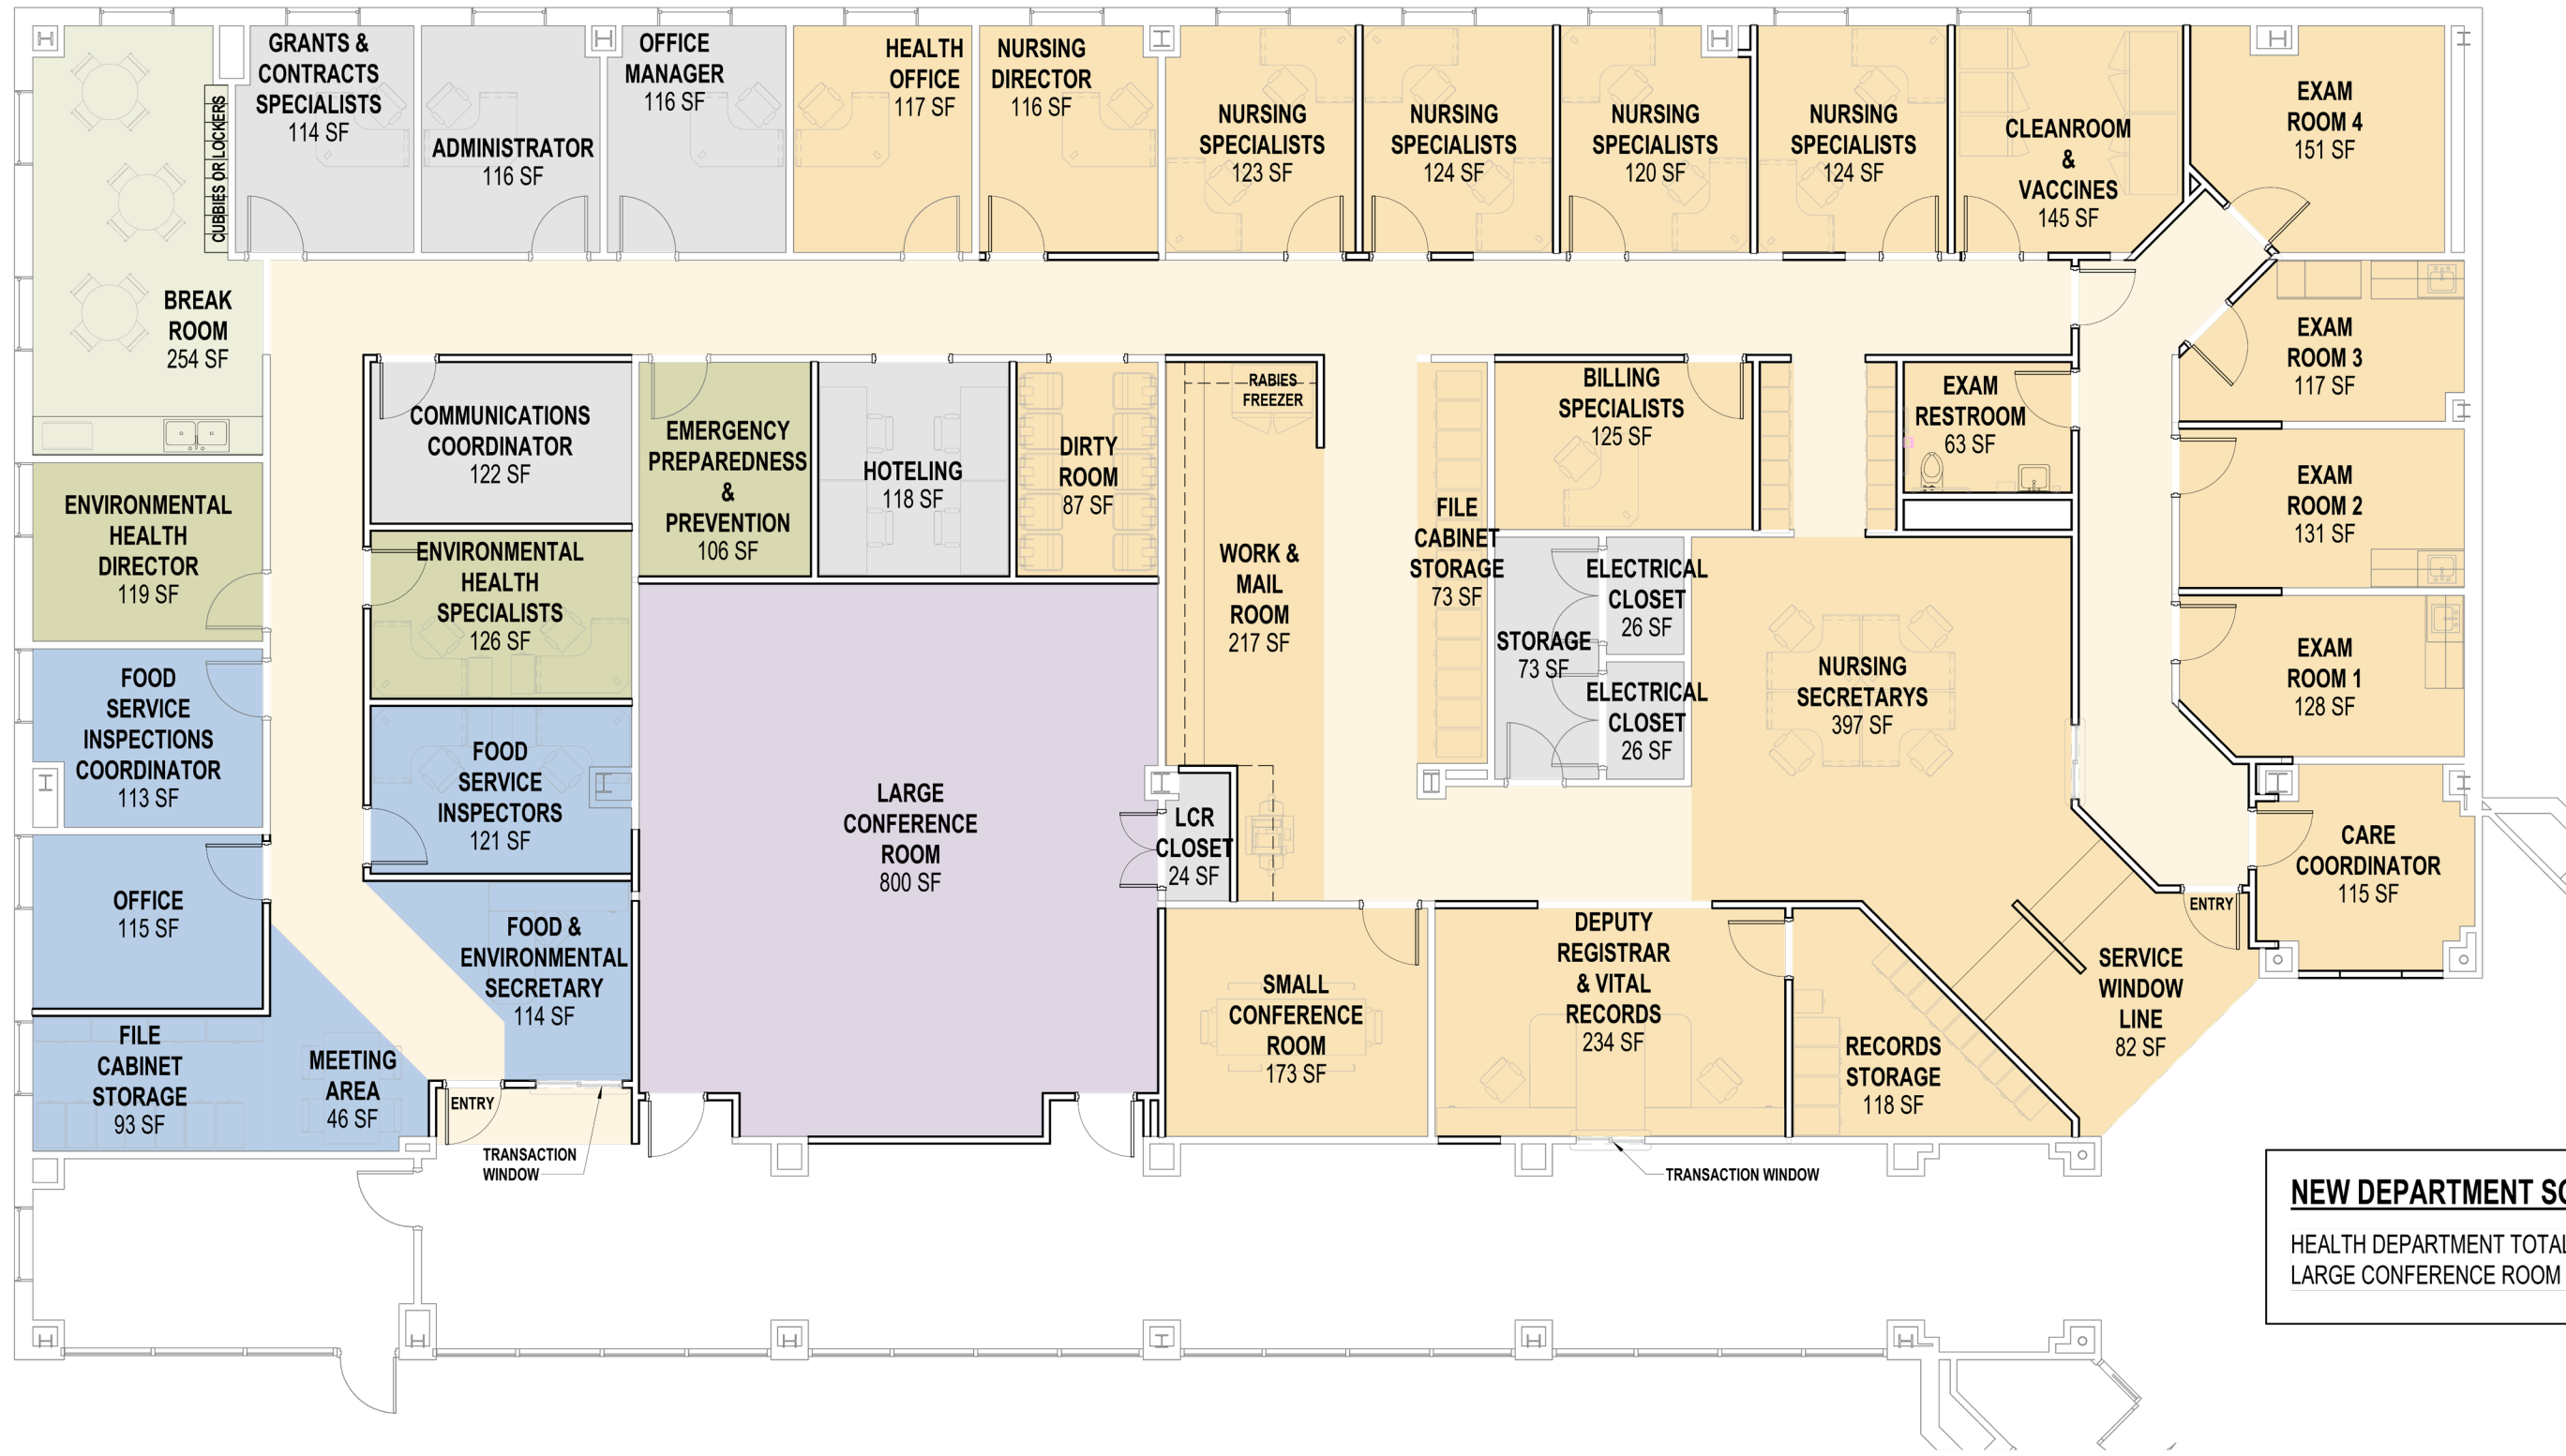 GRANTS &
CONTRACTS
SPECIALISTS
114 SF
ADMINISTRATOR
116 SF
OFFICE
MANAGER
116 SF
HEALTH
OFFICE
117 SF
NURSING
DIRECTOR
116 SF
NURSING
SPECIALISTS
123 SF
NURSING
SPECIALISTS
124 SF
NURSING
SPECIALISTS
120 SF
NURSING
SPECIALISTS
124 SF
CLEANROOM
&
VACCINES
145 SF
EXAM
ROOM 4
151 SF
CUBBIES OR LOCKERS
BREAK
ROOM
254 SF
EXAM
ROOM 3
117 SF
COMMUNICATIONS
COORDINATOR
122 SF
EMERGENCY
PREPAREDNESS
&
PREVENTION
106 SF
HOTELING
118 SF
DIRTY
ROOM
87 SF
RABIES
FREEZER
WORK &
MAIL
ROOM
217 SF
FILE
CABINET
STORAGE
73 SF
BILLING
SPECIALISTS
125 SF
EXAM
RESTROOM
63 SF
EXAM
ROOM 2
131 SF
ENVIRONMENTAL
HEALTH
DIRECTOR
119 SF
ENVIRONMENTAL
HEALTH
SPECIALISTS
126 SF
STORAGE
73 SF
ELECTRICAL
CLOSET
26 SF
ELECTRICAL
CLOSET
26 SF
NURSING
SECRETARYS
397 SF
EXAM
ROOM 1
128 SF
FOOD
SERVICE
INSPECTIONS
COORDINATOR
113 SF
FOOD
SERVICE
INSPECTORS
121 SF
LARGE
CONFERENCE
ROOM
800 SF
LCR
CLOSET
24 SF
CARE
COORDINATOR
115 SF
ENTRY
OFFICE
115 SF
FOOD &
ENVIRONMENTAL
SECRETARY
114 SF
SMALL
CONFERENCE
ROOM
173 SF
DEPUTY
REGISTRAR
& VITAL
RECORDS
234 SF
RECORDS
STORAGE
118 SF
SERVICE
WINDOW
LINE
82 SF
FILE
CABINET
STORAGE
93 SF
MEETING
AREA
46 SF
ENTRY
TRANSACTION
WINDOW
TRANSACTION WINDOW
NEW DEPARTMENT
HEALTH DEPARTMENT TOTAL
LARGE CONFERENCE ROOM